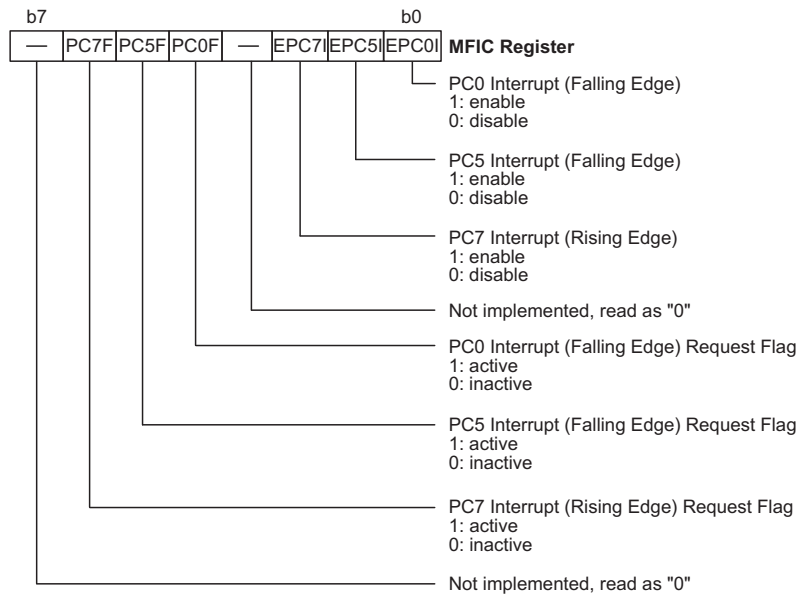 b7 b0
— PC7F PC5F PC0F — EPC7I EPC5I EPC0I MFIC Register
PC0 Interrupt (Falling Edge)
1: enable
0: disable
PC5 Interrupt (Falling Edge)
1: enable
0: disable
PC7 Interrupt (Rising Edge)
1: enable
0: disable
Not implemented, read as "0"
PC0 Interrupt (Falling Edge) Request Flag
1: active
0: inactive
PC5 Interrupt (Falling Edge) Request Flag
1: active
0: inactive
PC7 Interrupt (Rising Edge) Request Flag
1: active
0: inactive
Not implemented, read as "0"